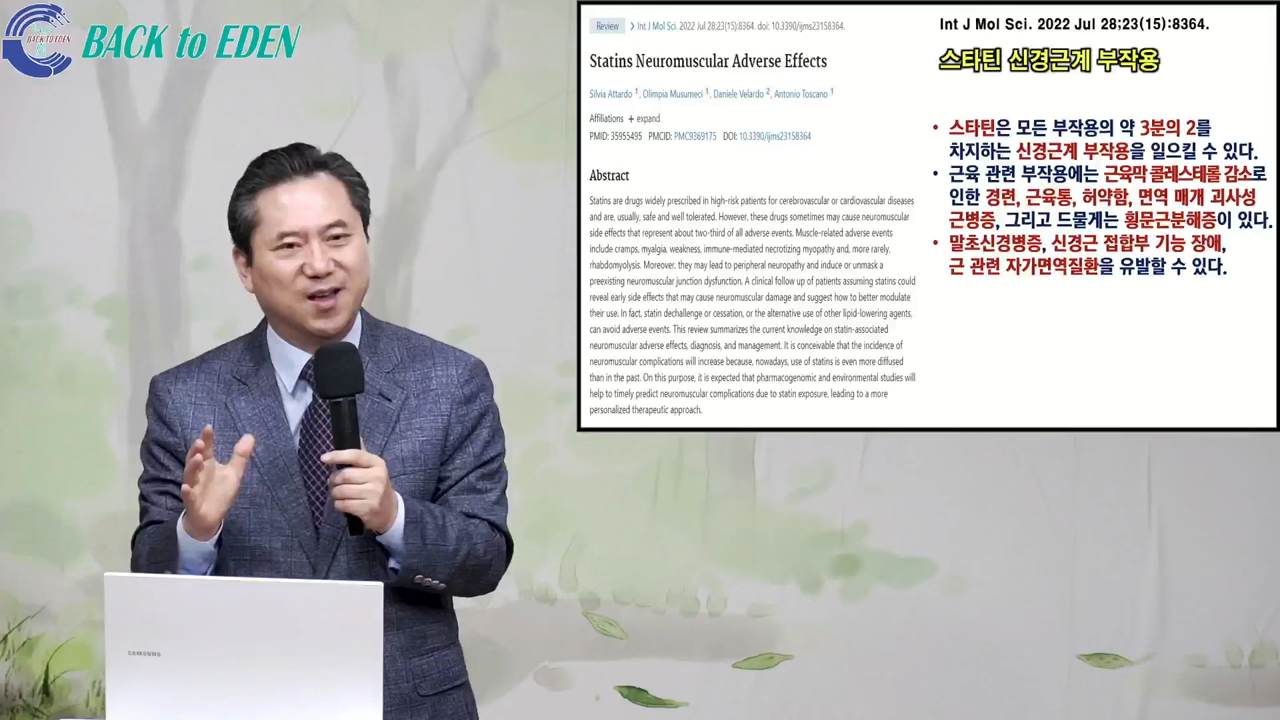 BACK TO EDEN
BACK to EDEN
Review
Int J Mol Sci. 2022 Jul 28;23(15):8364. doi: 10.3390/ijms23158364.
Statins Neuromuscular Adverse Effects
Silvia Attardo 1, Olimpia Musumeci 1, Daniele Velardo 2, Antonio Toscano 1
Affiliations + expand
PMID: 35955495 PMCID: PMC9369175 DOI: 10.3390/ijms23158364
Abstract
Statins are drugs widely prescribed in high-risk patients for cerebrovascular or cardiovascular diseases
and are, usually, safe and well tolerated. However, these drugs sometimes may cause neuromuscular
side effects that represent about two-third of all adverse events. Muscle-related adverse events
include cramps, myalgia, weakness, immune-mediated necrotizing myopathy and, more rarely,
rhabdomyolysis. Moreover, they may lead to peripheral neuropathy and induce or unmask a
preexisting neuromuscular junction dysfunction. A clinical follow up of patients assuming statins could
reveal early side effects that may cause neuromuscular damage and suggest how to better modulate
their use. In fact, statin dechallenge or cessation, or the alternative use of other lipid-lowering agents,
can avoid adverse events. This review summarizes the current knowledge on statin-associated
neuromuscular adverse effects, diagnosis, and management. It is conceivable that the incidence of
neuromuscular complications will increase because, nowadays, use of statins is even more diffused
than in the past. On this purpose, it is expected that pharmacogenomic and environmental studies will
help to timely predict neuromuscular complications due to statin exposure, leading to a more
personalized therapeutic approach.
Int J Mol Sci. 2022 Jul 28;23(15):8364.
스타틴 신경근계 부작용
• 스타틴은 모든 부작용의 약 3분의 2를
차지하는 신경근계 부작용을 일으킬 수 있다.
• 근육 관련 부작용에는 근육막 콜레스테롤 감소로
인한 경련, 근육통, 허약함, 면역 매개 괴사성
근병증, 그리고 드물게는 횡문근분해증이 있다.
• 말초신경병증, 신경근 접합부 기능 장애,
근 관련 자가면역질환을 유발할 수 있다.
SAMSUNG